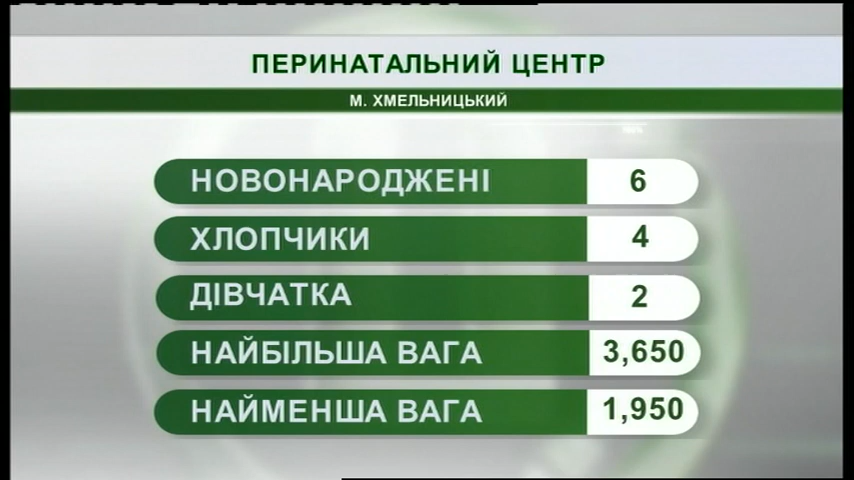 ПЕРИНАТАЛЬНИЙ ЦЕНТР
М. ХМЕЛЬНИЦЬКИЙ
НОВОНАРОДЖЕНІ 6
ХЛОПЧИКИ 4
ДІВЧАТКА 2
НАЙБІЛЬША ВАГА 3,650
НАЙМЕНША ВАГА 1,950